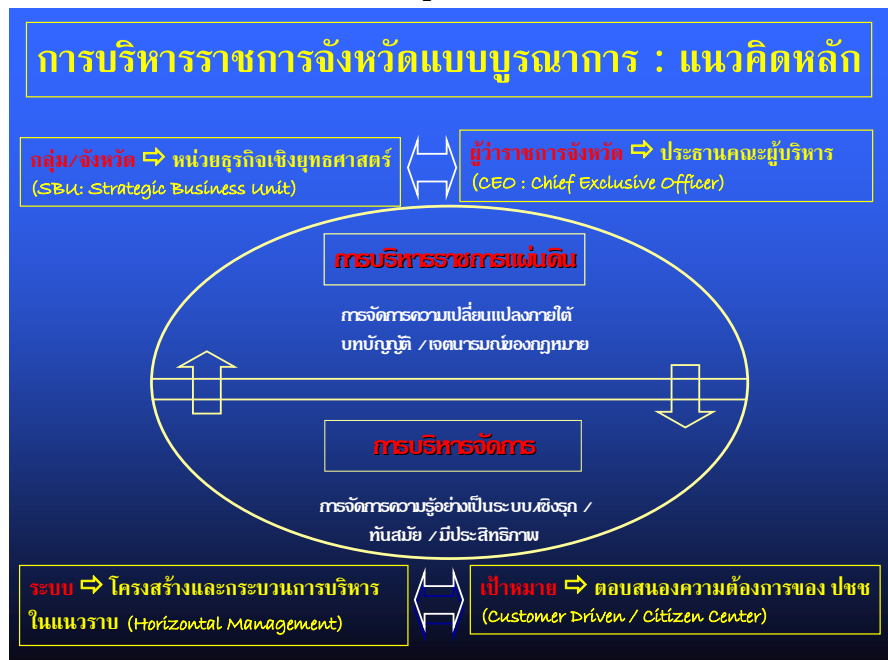 การบริหารราชการจังหวัดแบบบูรณาการ : แนวคิดหลัก
กลุ่ม/จังหวัด ⇨ หน่วยธุรกิจเชิงยุทธศาสตร์
(SBU: Strategic Business Unit)
ผู้ว่าราชการจังหวัด ⇨ ประธานคณะผู้บริหาร
(CEO : Chief Exclusive Officer)
การบริหารราชการแผ่นดิน
การจัดการความเปลี่ยนแปลงภายใต้
บทบัญญัติ /เจตนารมณ์ของกฎหมาย
การบริหารจัดการ
การจัดการความรู้อย่างเป็นระบบ/เชิงรุก /
ทันสมัย /มีประสิทธิภาพ
ระบบ ⇨ โครงสร้างและกระบวนการบริหาร
ในแนวราบ (Horizontal Management)
เป้าหมาย ⇨ ตอบสนองความต้องการของ ปชช
(Customer Driven / Citizen Center)